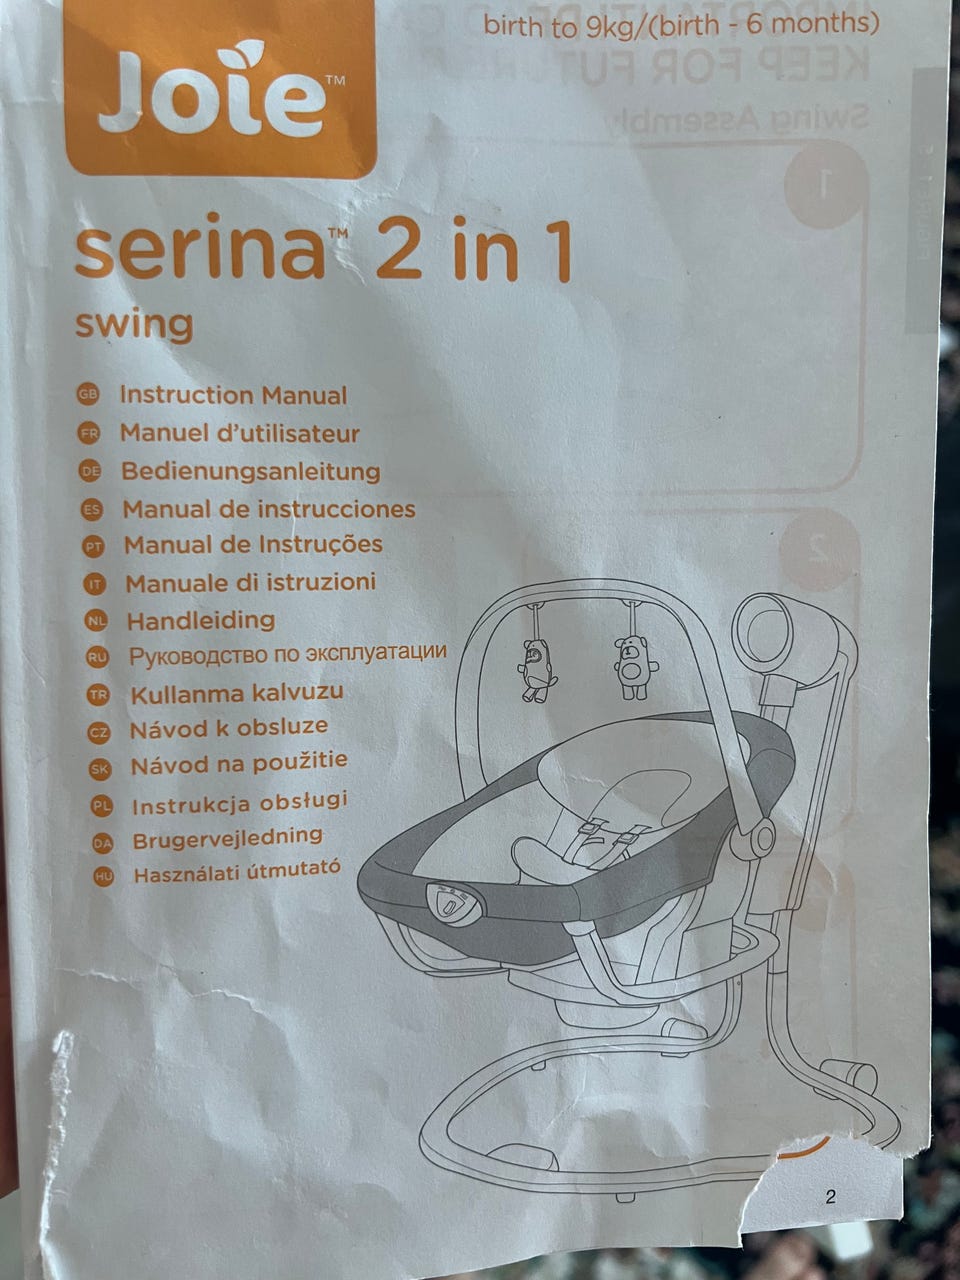 birth to 9kg/(birth - 6 months)
Joie™
serina™ 2 in 1
swing
GB Instruction Manual
FR Manuel d'utilisateur
DE Bedienungsanleitung
ES Manual de instrucciones
PT Manual de Instruções
IT Manuale di istruzioni
NL Handleiding
RU Руководство по эксплуатации
TR Kullanma kalvuzu
CZ Návod k obsluze
SK Návod na použitie
PL Instrukcja obsługi
DA Brugervejledning
HU Használati útmutató
2